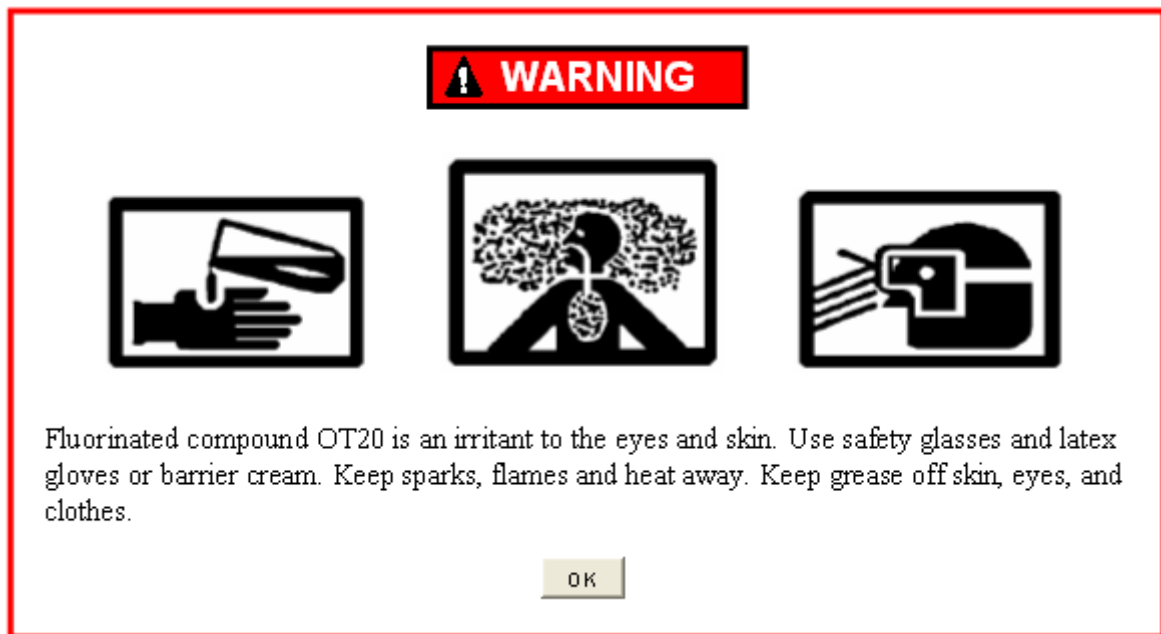 WARNING
Fluorinated compound OT20 is an irritant to the eyes and skin. Use safety glasses and latex
gloves or barrier cream. Keep sparks, flames and heat away. Keep grease off skin, eyes, and
clothes.
OK